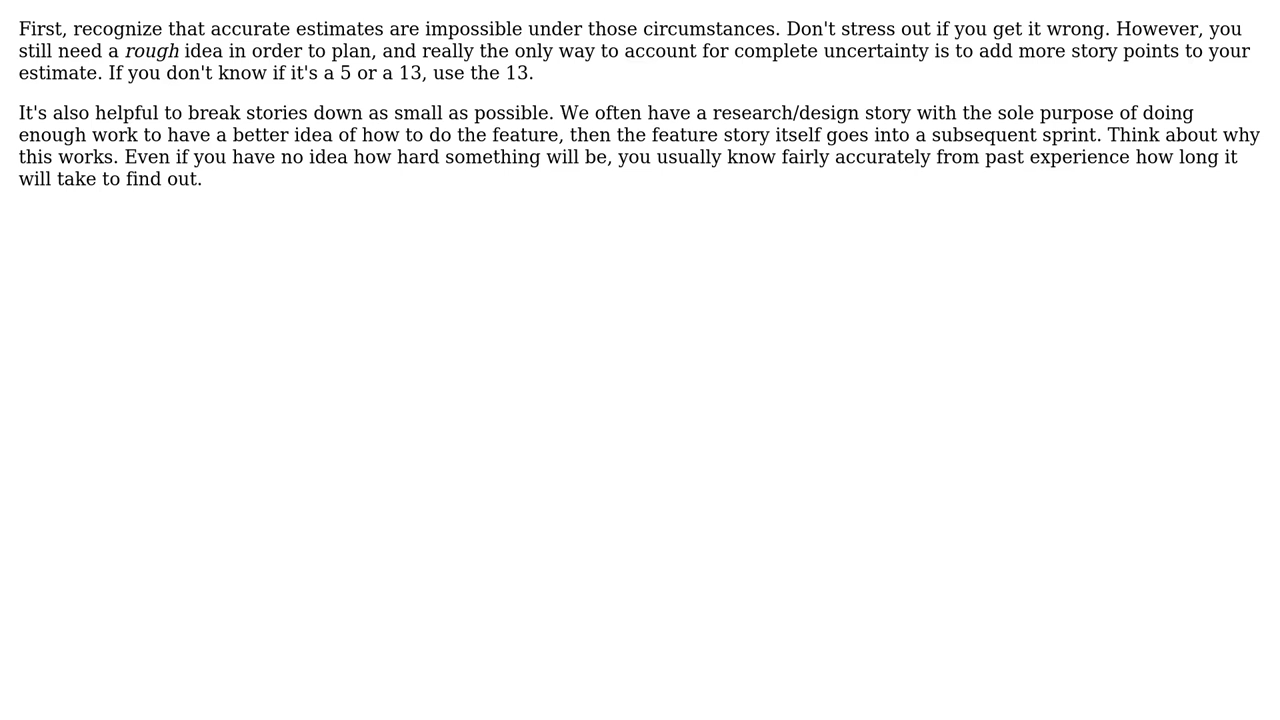 First, recognize that accurate estimates are impossible under those circumstances. Don't stress out if you get it wrong. However, you
still need a rough idea in order to plan, and really the only way to account for complete uncertainty is to add more story points to your
estimate. If you don't know if it's a 5 or a 13, use the 13.
It's also helpful to break stories down as small as possible. We often have a research/design story with the sole purpose of doing
enough work to have a better idea of how to do the feature, then the feature story itself goes into a subsequent sprint. Think about why
this works. Even if you have no idea how hard something will be, you usually know fairly accurately from past experience how long it
will take to find out.